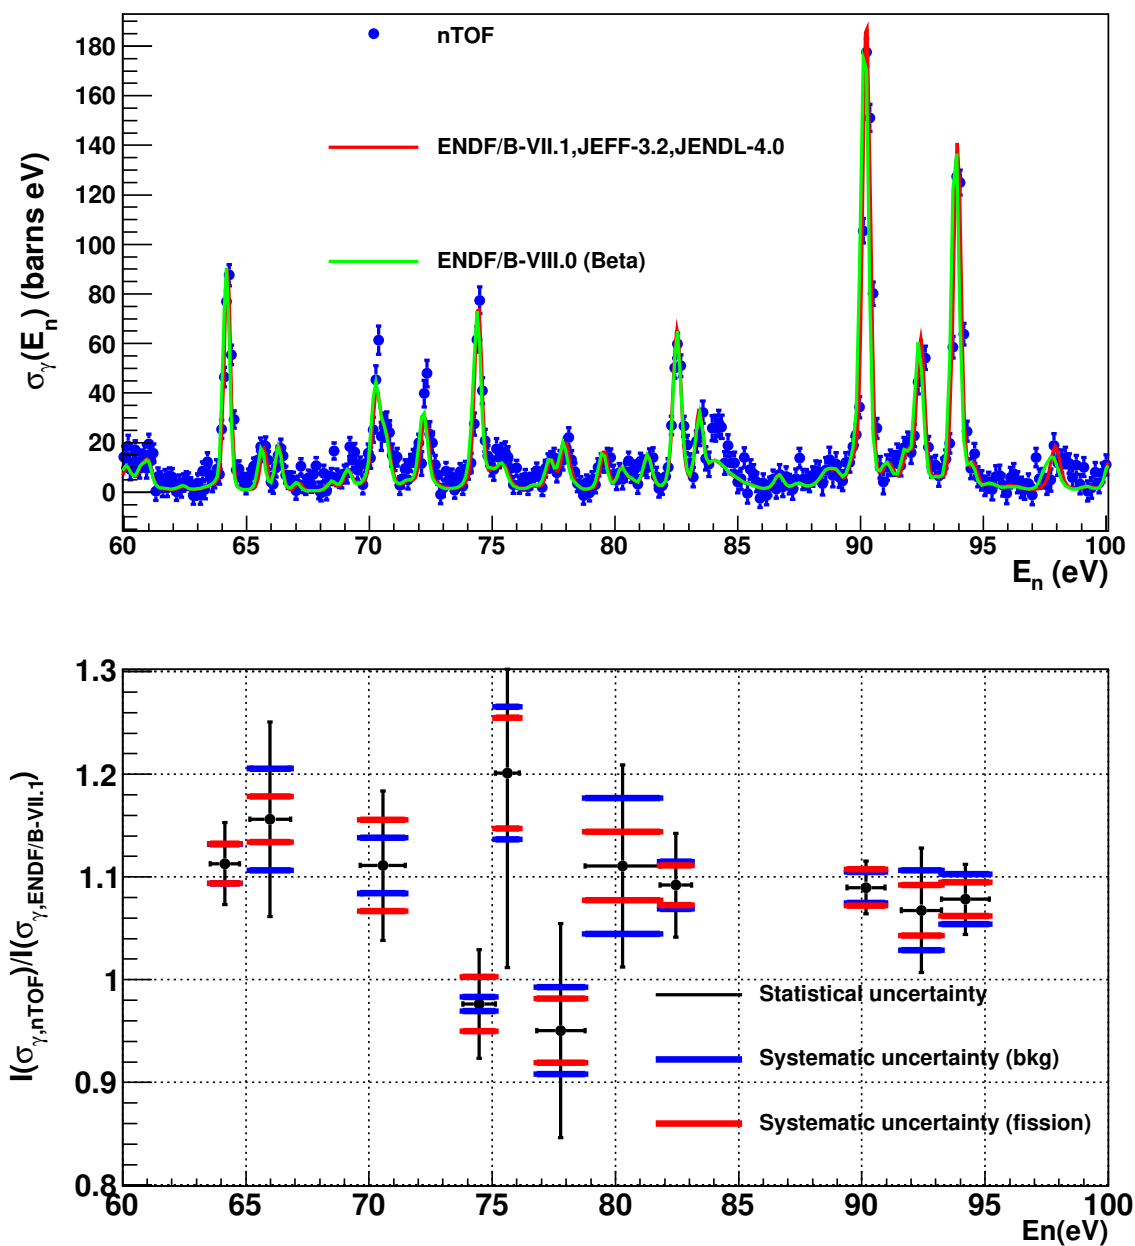 180
160
140
120
100
80
60
40
20
0
σγ(En) (barns eV)
nTOF
ENDF/B-VII.1,JEFF-3.2,JENDL-4.0
ENDF/B-VIII.0 (Beta)
60 65 70 75 80 85 90 95 100
En (eV)
1.3
1.2
1.1
1
0.9
0.8
I(σγ,nTOF)/I(σγ,ENDF/B-VII.1)
Statistical uncertainty
Systematic uncertainty (bkg)
Systematic uncertainty (fission)
60 65 70 75 80 85 90 95 100
En(eV)